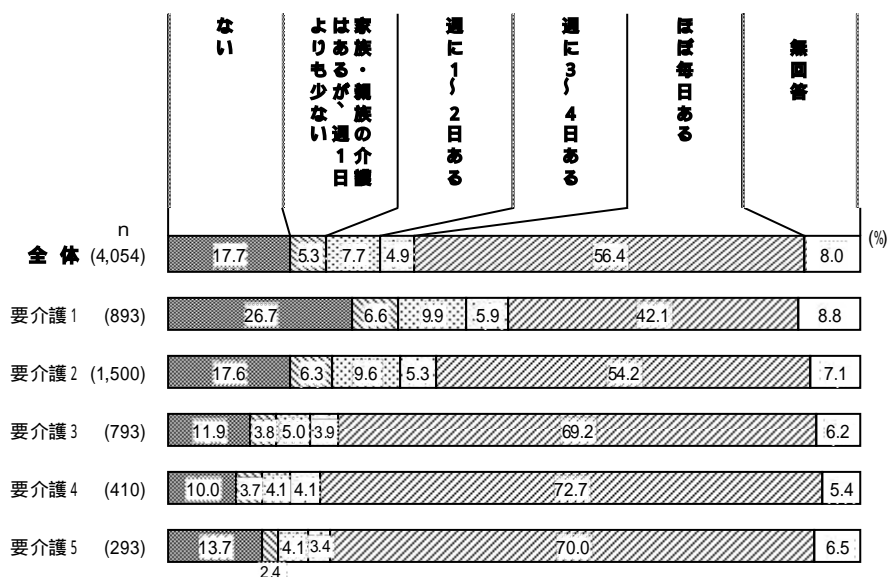 ない
家族・親族の介護
はあるが、週1日
よりも少ない
週に1~2日ある
週に3~4日ある
ほぼ毎日ある
無回答
n
(%)
全 体 (4,054) 17.7 5.3 7.7 4.9 56.4 8.0
要介護1 (893) 26.7 6.6 9.9 5.9 42.1 8.8
要介護2 (1,500) 17.6 6.3 9.6 5.3 54.2 7.1
要介護3 (793) 11.9 3.8 5.0 3.9 69.2 6.2
要介護4 (410) 10.0 3.7 4.1 4.1 72.7 5.4
要介護5 (293) 13.7 2.4 4.1 3.4 70.0 6.5